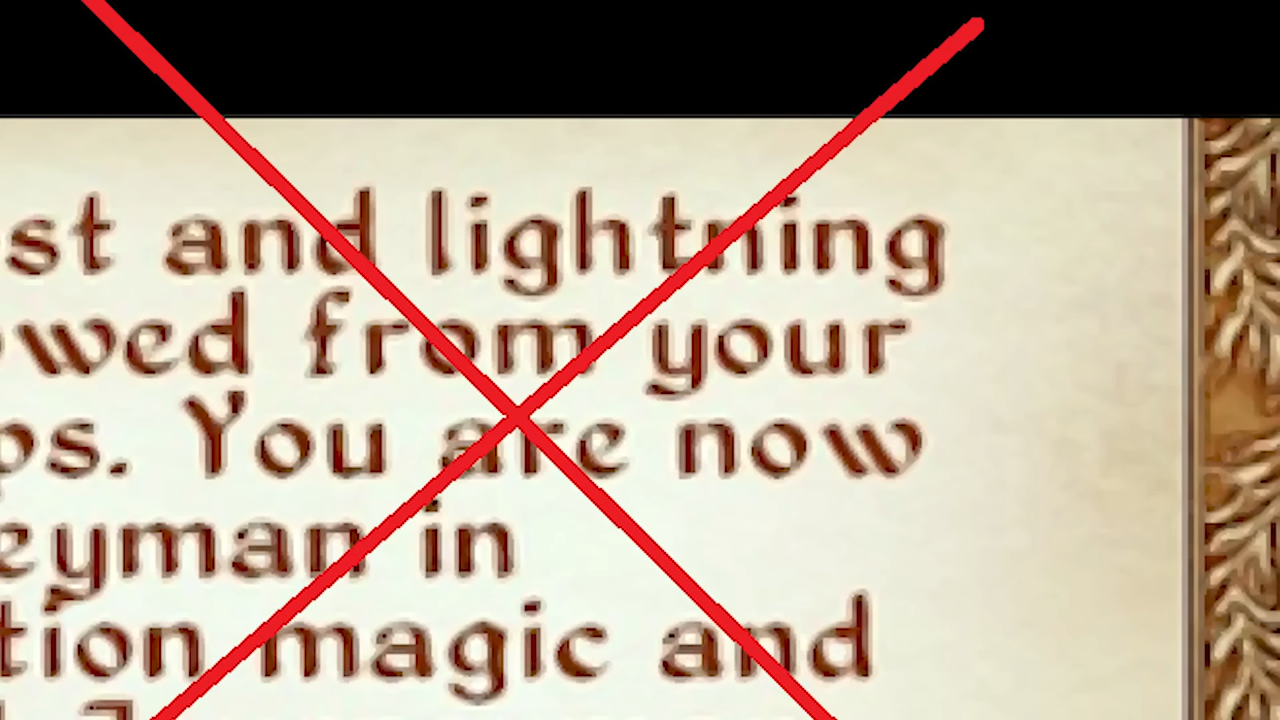 st and lightning
owed from your
ps. You are now
eyman in
tion magic and